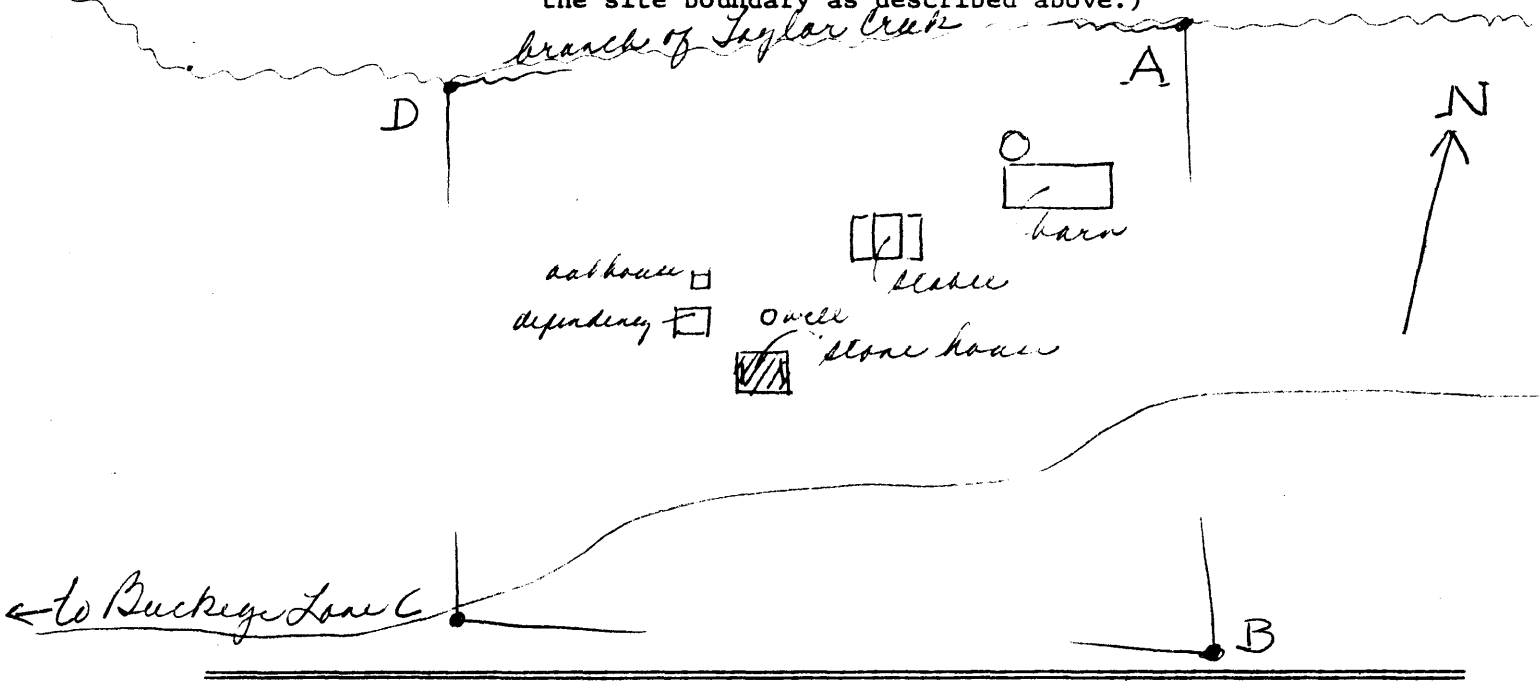 the site boundary as described above.)
branch of Taylor Creek
A
D
N
barn
stable
outhouse
dependency
well
stone house
← to Buckeye Lane C
B